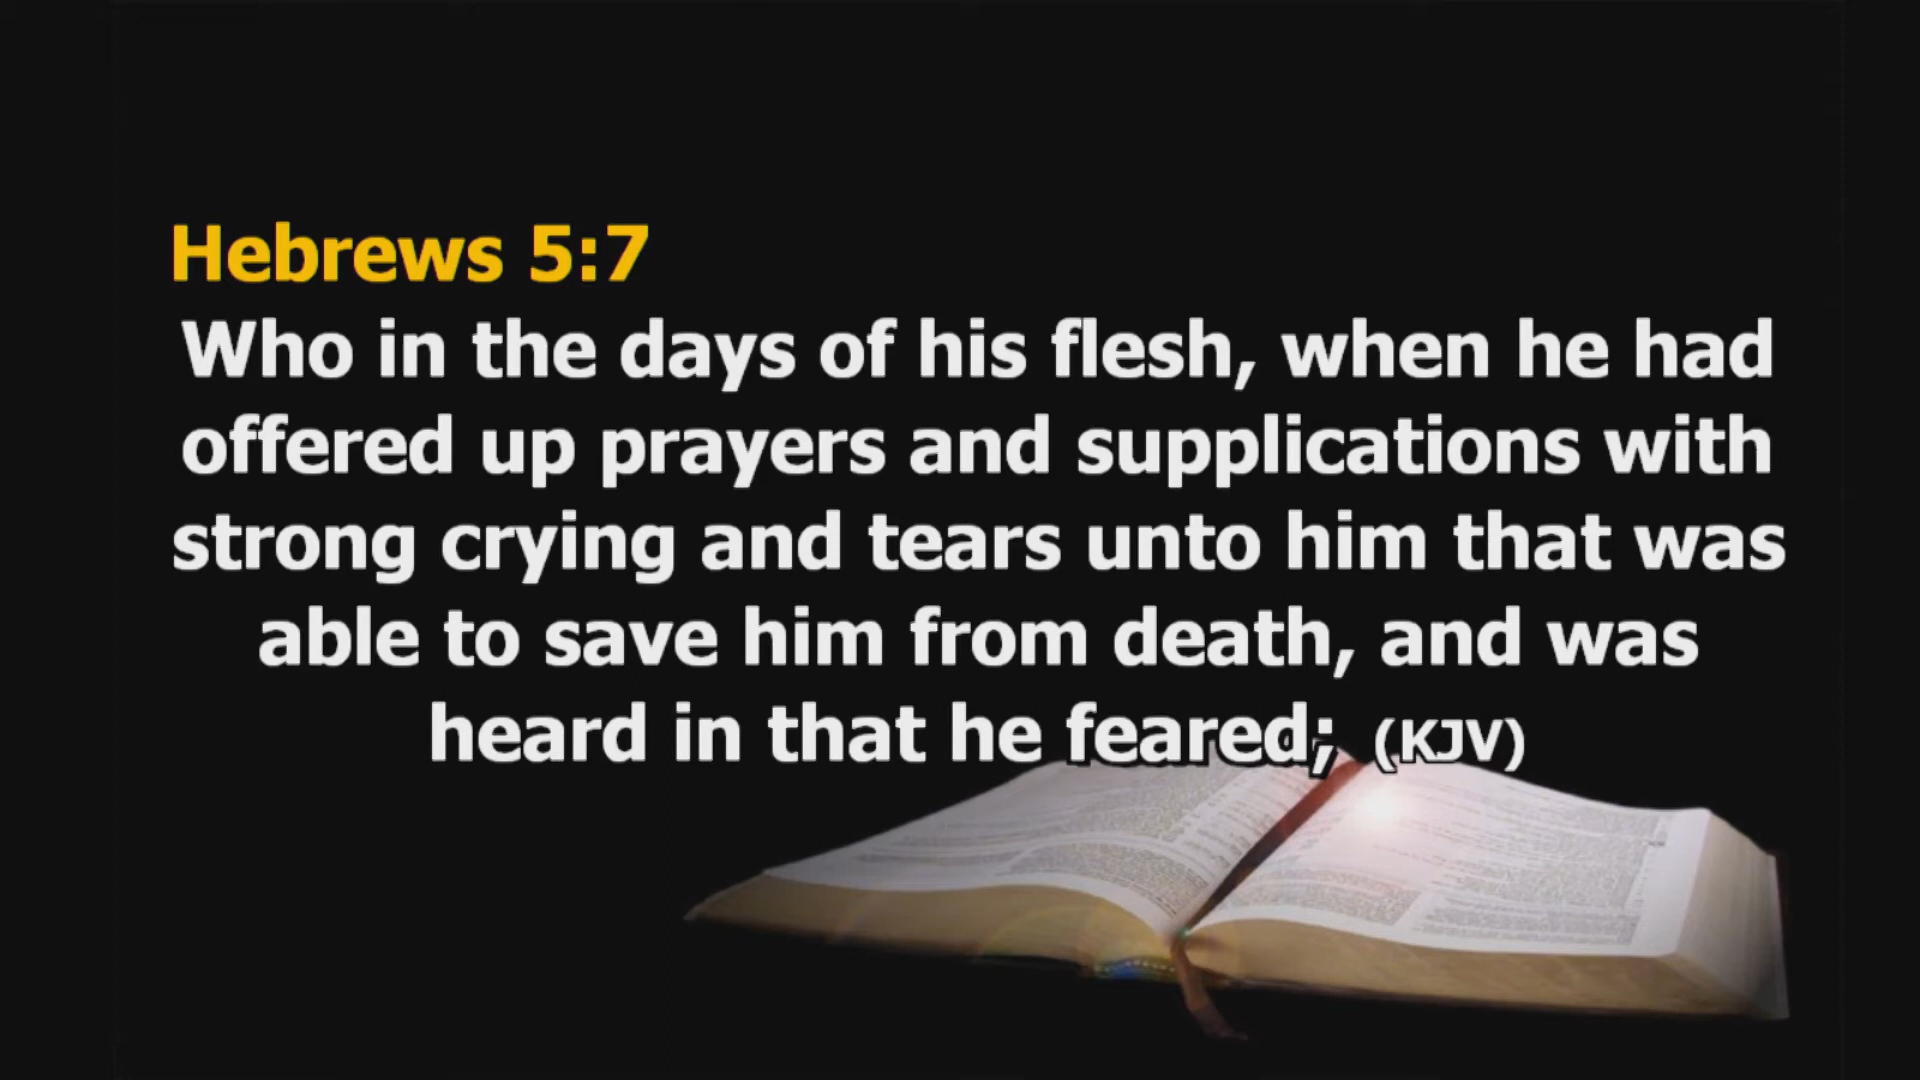 Hebrews 5:7
Who in the days of his flesh, when he had
offered up prayers and supplications with
strong crying and tears unto him that was
able to save him from death, and was
heard in that he feared; (KJV)